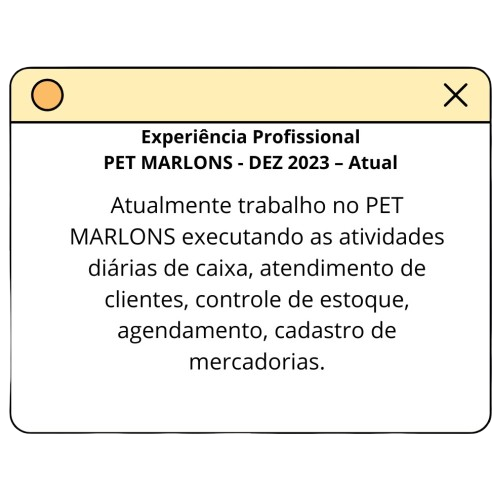 Experiência Profissional
PET MARLONS - DEZ 2023 – Atual
Atualmente trabalho no PET
MARLONS executando as atividades
diárias de caixa, atendimento de
clientes, controle de estoque,
agendamento, cadastro de
mercadorias.